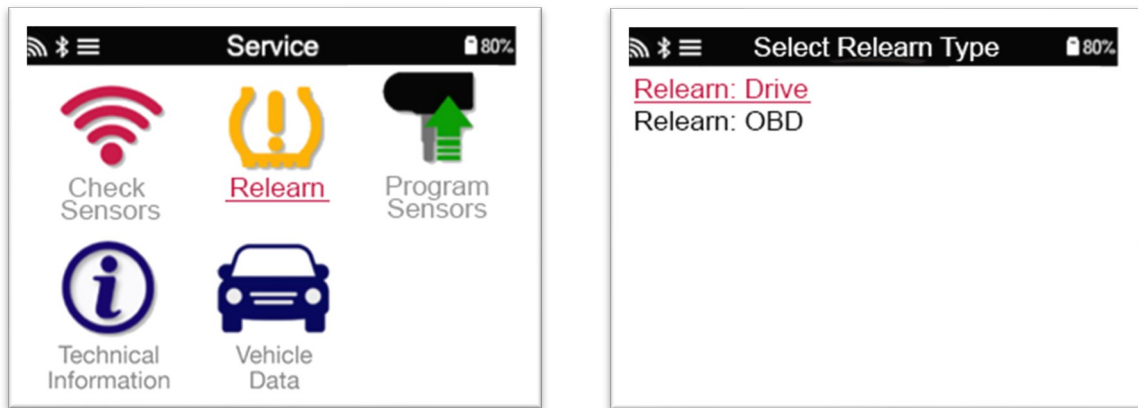 Service
80%
Check
Sensors
Relearn
Program
Sensors
Technical
Information
Vehicle
Data
Select Relearn Type
80%
Relearn: Drive
Relearn: OBD